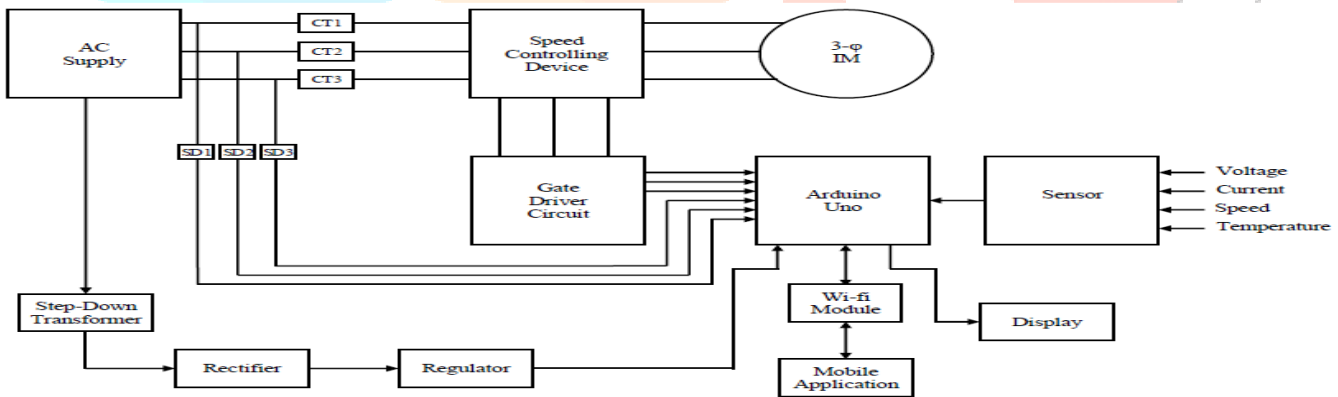 AC
Supply
CT1
CT2
CT3
Speed
Controlling
Device
3-φ
IM
SD1
SD2
SD3
Gate
Driver
Circuit
Arduino
Uno
Sensor
Voltage
Current
Speed
Temperature
Step-Down
Transformer
Wi-fi
Module
Display
Rectifier
Regulator
Mobile
Application